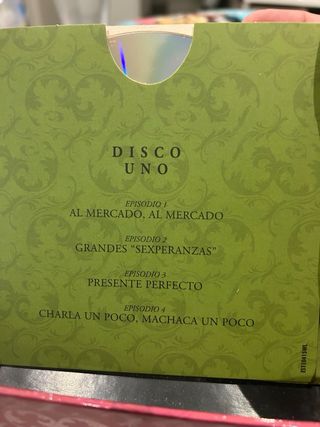 DISCO
UNO
EPISODIO 1
AL MERCADO, AL MERCADO
EPISODIO 2
GRANDES "SEXPERANZAS"
EPISODIO 3
PRESENTE PERFECTO
EPISODIO 4
CHARLA UN POCO, MACHACA UN POCO